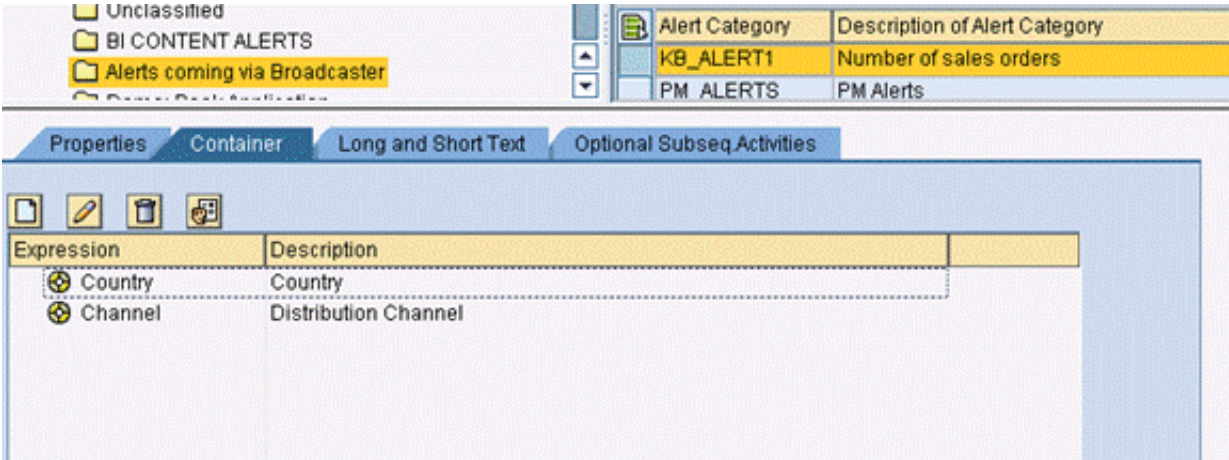 Unclassified
BI CONTENT ALERTS
Alerts coming via Broadcaster
Alert Category Description of Alert Category
KB_ALERT1 Number of sales orders
PM_ALERTS PM Alerts
Properties Container Long and Short Text Optional Subseq.Activities
Expression Description
Country Country
Channel Distribution Channel